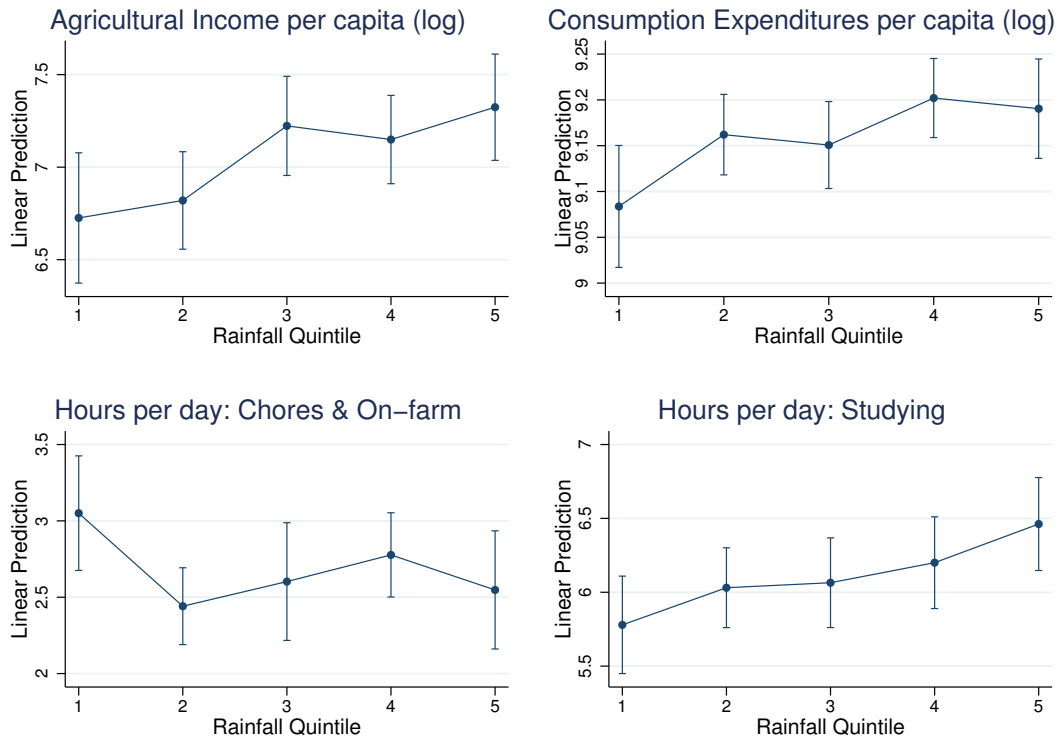 Agricultural Income per capita (log)
Linear Prediction
7.5
7
6.5
1 2 3 4 5
Rainfall Quintile
Consumption Expenditures per capita (log)
Linear Prediction
9.25
9.2
9.15
9.1
9.05
9
1 2 3 4 5
Rainfall Quintile
Hours per day: Chores & On−farm
Linear Prediction
3.5
3
2.5
2
1 2 3 4 5
Rainfall Quintile
Hours per day: Studying
Linear Prediction
7
6.5
6
5.5
1 2 3 4 5
Rainfall Quintile